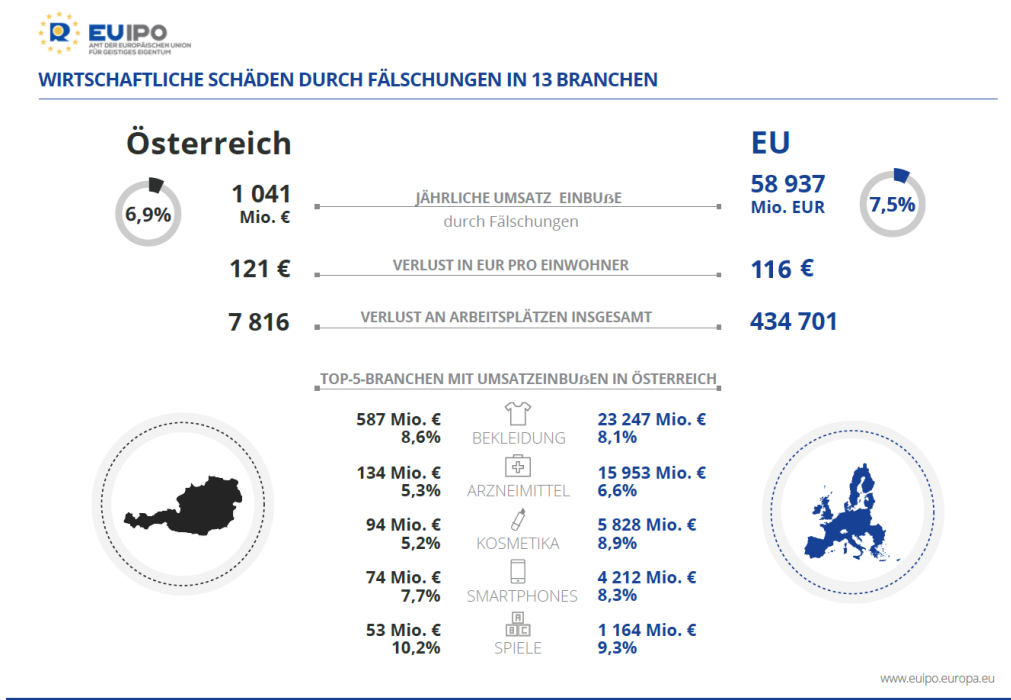 EUIPO
AMT DER EUROPÄISCHEN UNION
FÜR GEISTIGES EIGENTUM
WIRTSCHAFTLICHE SCHÄDEN DURCH FÄLSCHUNGEN IN 13 BRANCHEN
Österreich
EU
6,9%
1 041
Mio. €
JÄHRLICHE UMSATZ EINBUßE
durch Fälschungen
58 937
Mio. EUR
7,5%
121 €
VERLUST IN EUR PRO EINWOHNER
116 €
7 816
VERLUST AN ARBEITSPLÄTZEN INSGESAMT
434 701
TOP-5-BRANCHEN MIT UMSATZEINBUßEN IN ÖSTERREICH
587 Mio. €
8,6%
BEKLEIDUNG
23 247 Mio. €
8,1%
134 Mio. €
5,3%
ARZNEIMITTEL
15 953 Mio. €
6,6%
94 Mio. €
5,2%
KOSMETIKA
5 828 Mio. €
8,9%
74 Mio. €
7,7%
SMARTPHONES
4 212 Mio. €
8,3%
53 Mio. €
10,2%
A
B C
SPIELE
1 164 Mio. €
9,3%
www.euipo.europa.eu